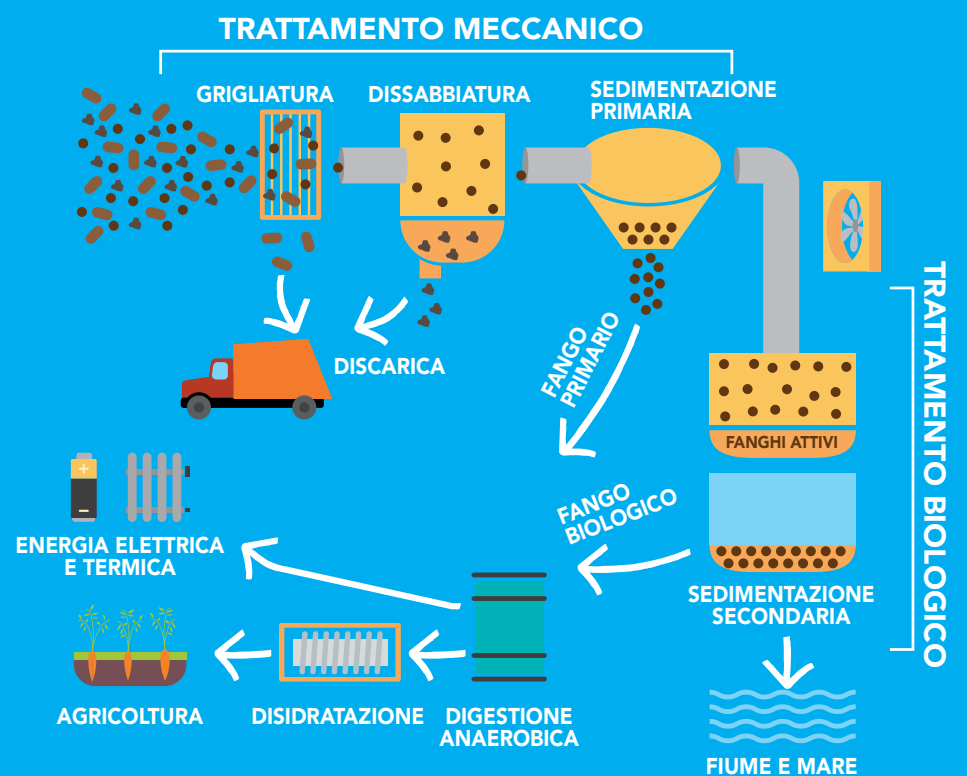 TRATTAMENTO MECCANICO
GRIGLIATURA
DISSABBIATURA
SEDIMENTAZIONE
PRIMARIA
DISCARICA
FANGO
PRIMARIO
TRATTAMENTO BIOLOGICO
FANGHI ATTIVI
FANGO
BIOLOGICO
ENERGIA ELETTRICA
E TERMICA
SEDIMENTAZIONE
SECONDARIA
AGRICOLTURA
DISIDRATAZIONE
DIGESTIONE
ANAEROBICA
FIUME E MARE